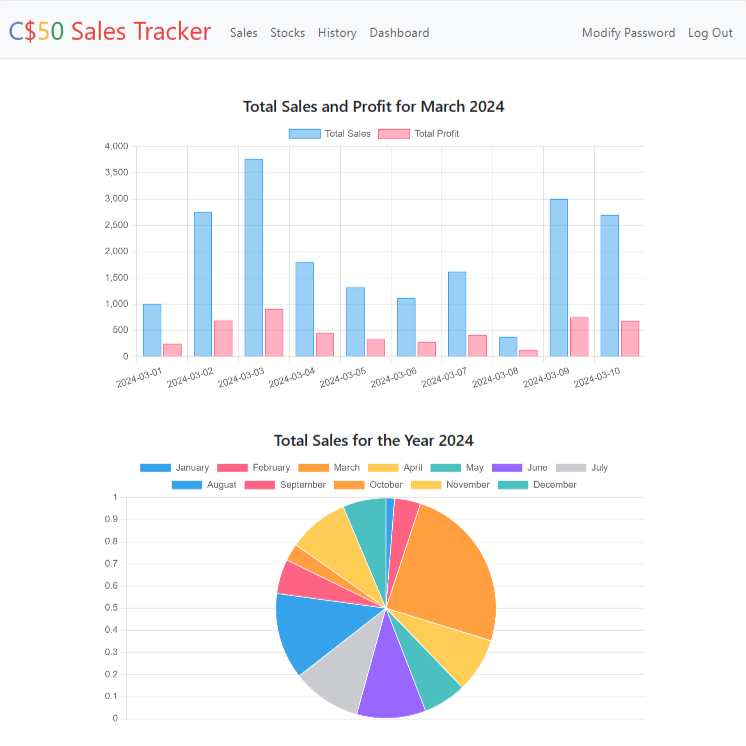 C$50 Sales Tracker Sales Stocks History Dashboard Modify Password Log Out
Total Sales and Profit for March 2024
Total Sales Total Profit
4,000
3,500
3,000
2,500
2,000
1,500
1,000
500
0
2024-03-01 2024-03-02 2024-03-03 2024-03-04 2024-03-05 2024-03-06 2024-03-07 2024-03-08 2024-03-09 2024-03-10
Total Sales for the Year 2024
January February March April May June July
August September October November December
1
0.9
0.8
0.7
0.6
0.5
0.4
0.3
0.2
0.1
0